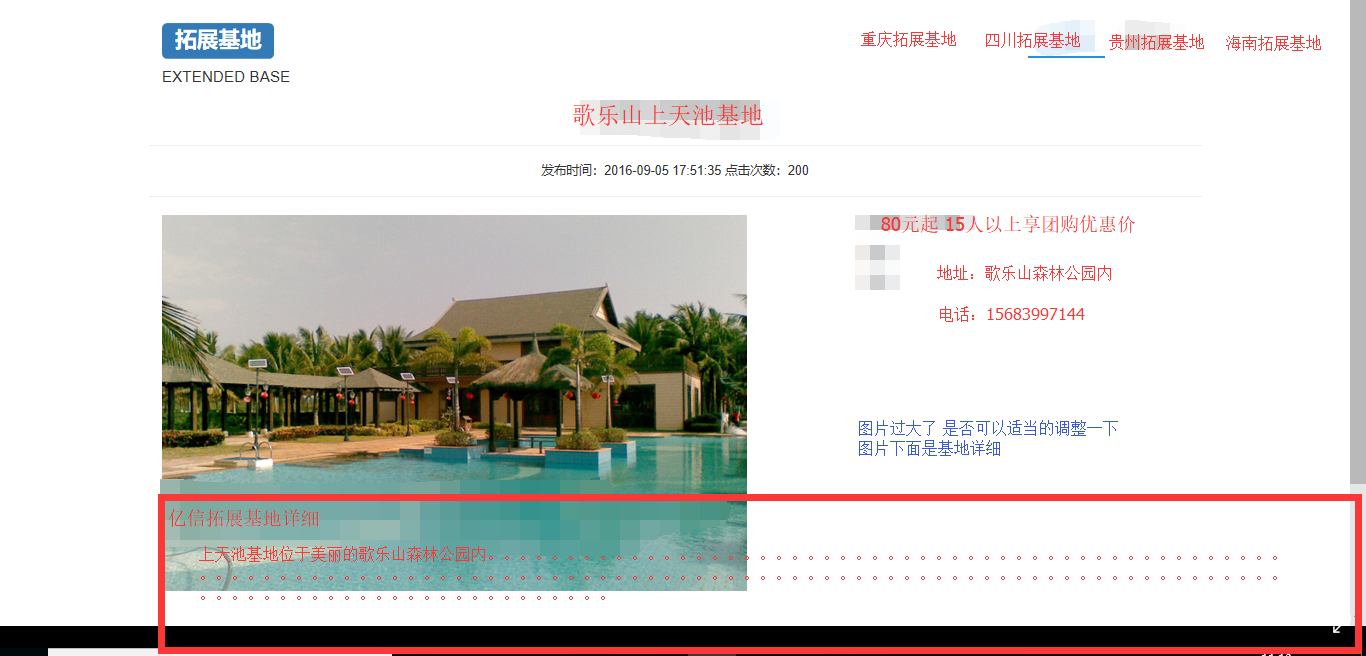 拓展基地
EXTENDED BASE
重庆拓展基地 四川拓展基地 贵州拓展基地 海南拓展基地
歌乐山上天池基地
发布时间：2016-09-05 17:51:35 点击次数：200
80元起 15人以上享团购优惠价
地址：歌乐山森林公园内
电话：15683997144
图片过大了 是否可以适当的调整一下
图片下面是基地详细
亿信拓展基地详细
上天池基地位于美丽的歌乐山森林公园内。。。。。。。。。。。。。。。。。。。。。。。。。。。。。。。。。。。。。。。。。。。。。。。。。。
。。。。。。。。。。。。。。。。。。。。。。。。。。。。。。。。。。。。。。。。。。。。。。。。。。。。。。。。。。。。。。。。。。。。
。。。。。。。。。。。。。。。。。。。。。。。。。。